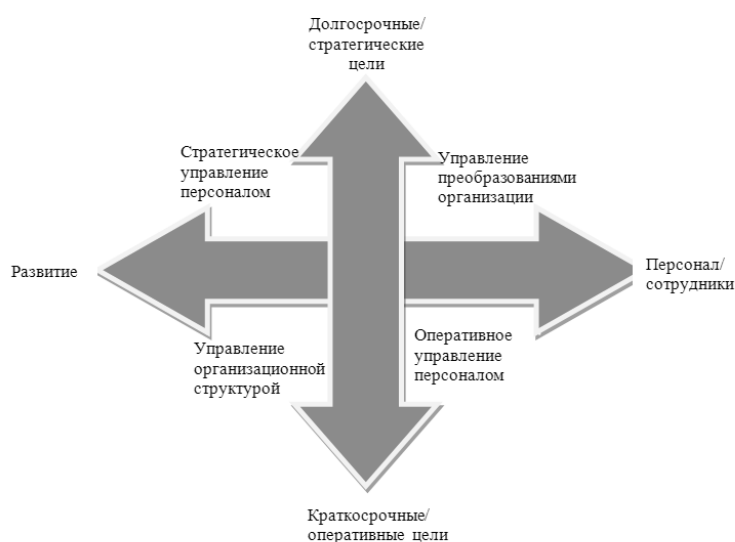 Долгосрочные/
стратегические
цели
Стратегическое
управление
персоналом
Управление
преобразованиями
организации
Развитие
Персонал/
сотрудники
Управление
организационной
структурой
Оперативное
управление
персоналом
Краткосрочные/
оперативные цели